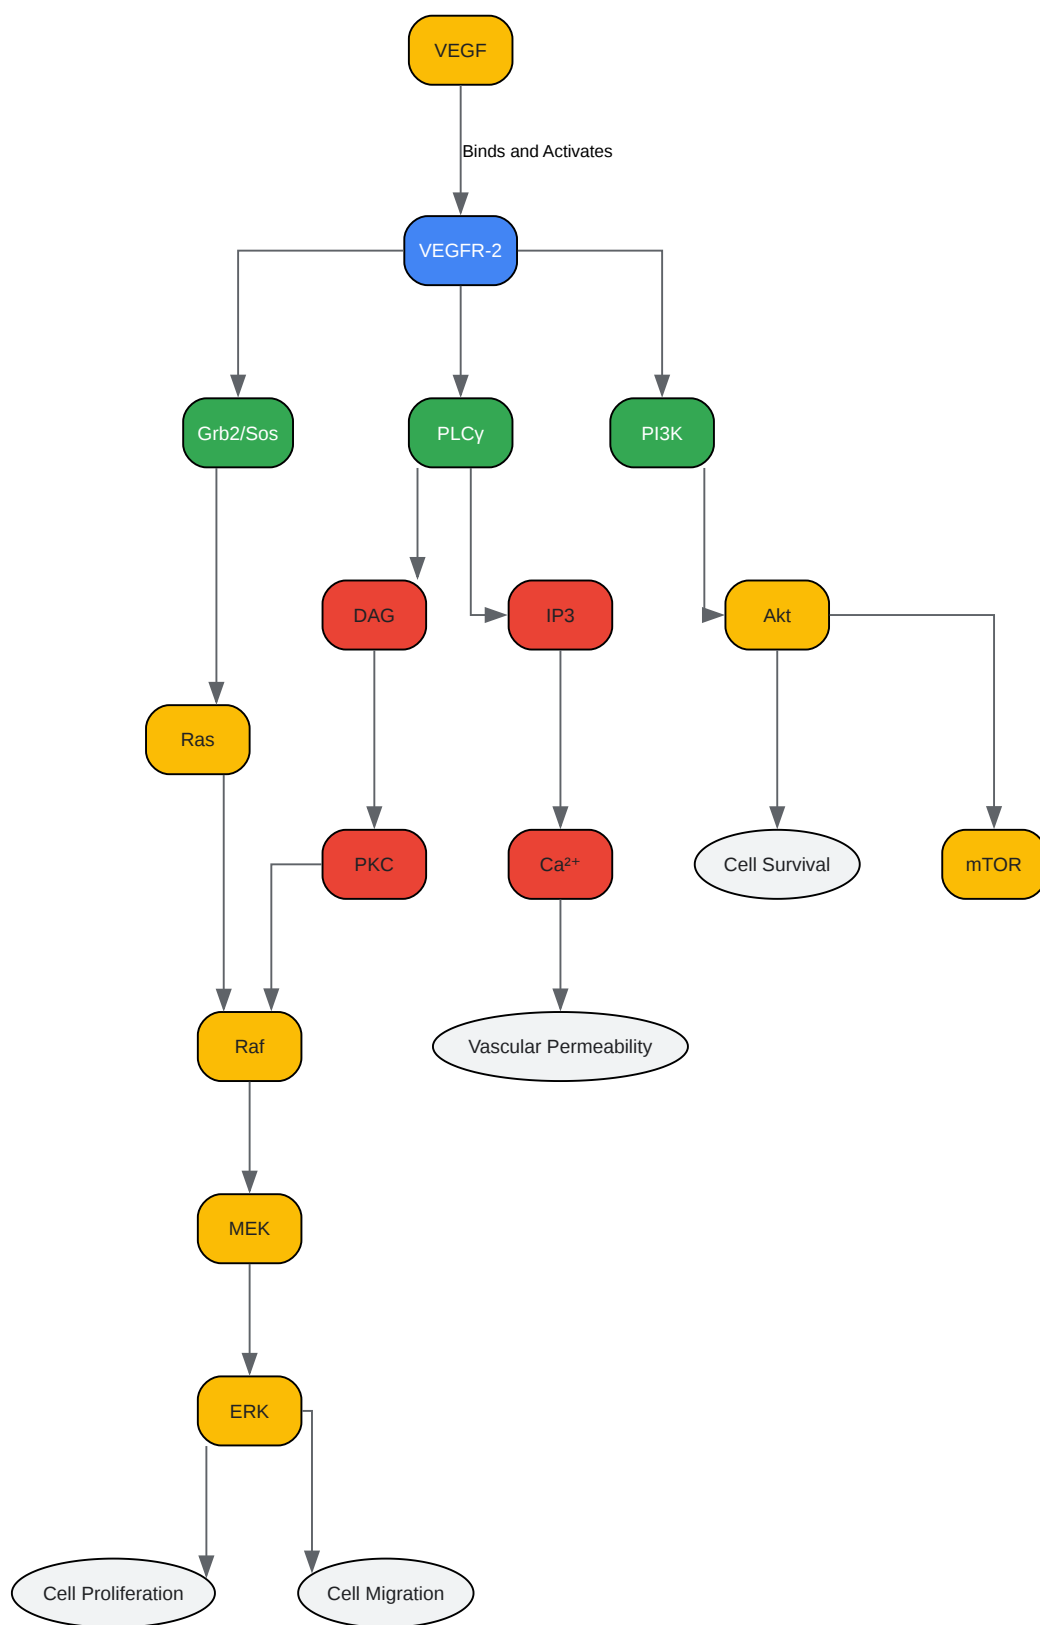 VEGF
Binds and Activates
VEGFR-2
Grb2/Sos
PLCγ
PI3K
DAG
IP3
Akt
Ras
PKC
Ca²⁺
Cell Survival
mTOR
Raf
Vascular Permeability
MEK
ERK
Cell Proliferation
Cell Migration